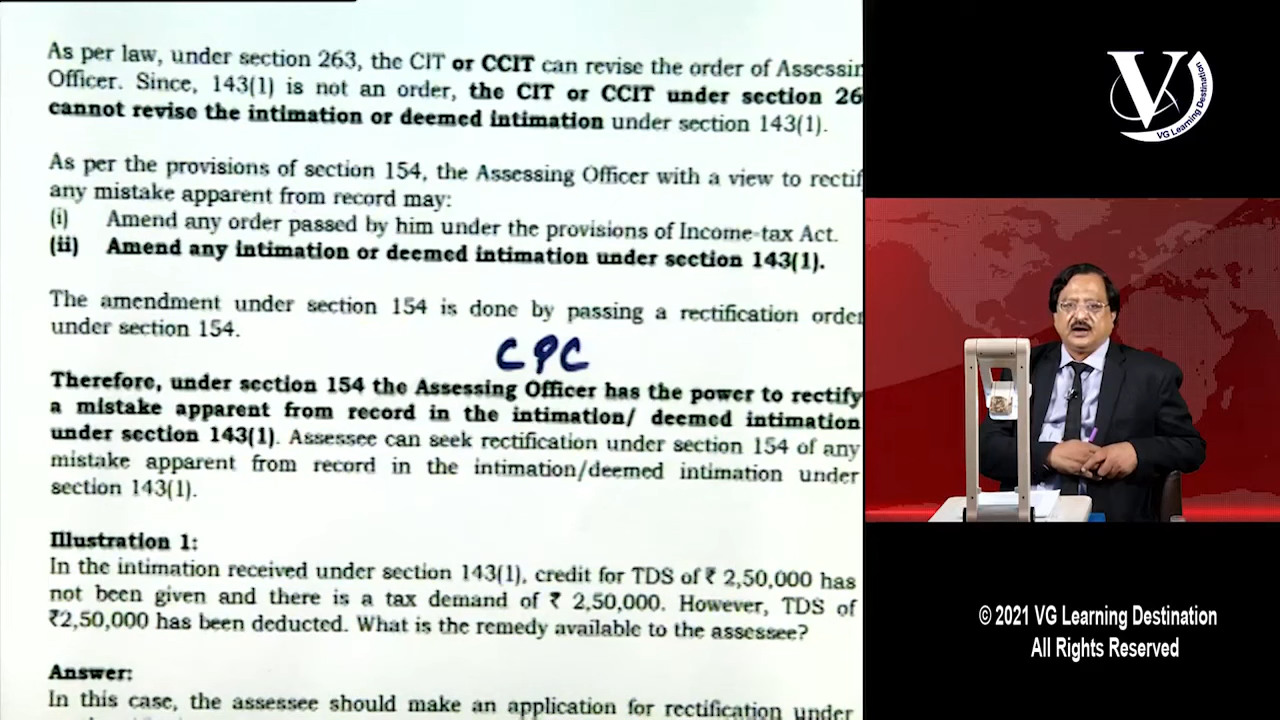 As per law, under section 263, the CIT or CCIT can revise the order of Assessin
Officer. Since, 143(1) is not an order, the CIT or CCIT under section 26
cannot revise the intimation or deemed intimation under section 143(1).
As per the provisions of section 154, the Assessing Officer with a view to rectif
any mistake apparent from record may:
(i) Amend any order passed by him under the provisions of Income-tax Act.
(ii) Amend any intimation or deemed intimation under section 143(1).
The amendment under section 154 is done by passing a rectification order
under section 154.
CPC
Therefore, under section 154 the Assessing Officer has the power to rectify
a mistake apparent from record in the intimation/ deemed intimation
under section 143(1). Assessee can seek rectification under section 154 of any
mistake apparent from record in the intimation/deemed intimation under
section 143(1).
Illustration 1:
In the intimation received under section 143(1), credit for TDS of ₹ 2,50,000 has
not been given and there is a tax demand of ₹ 2,50,000. However, TDS of
₹2,50,000 has been deducted. What is the remedy available to the assessee?
Answer:
In this case, the assessee should make an application for rectification under
V
VG Learning Destination
© 2021 VG Learning Destination
All Rights Reserved